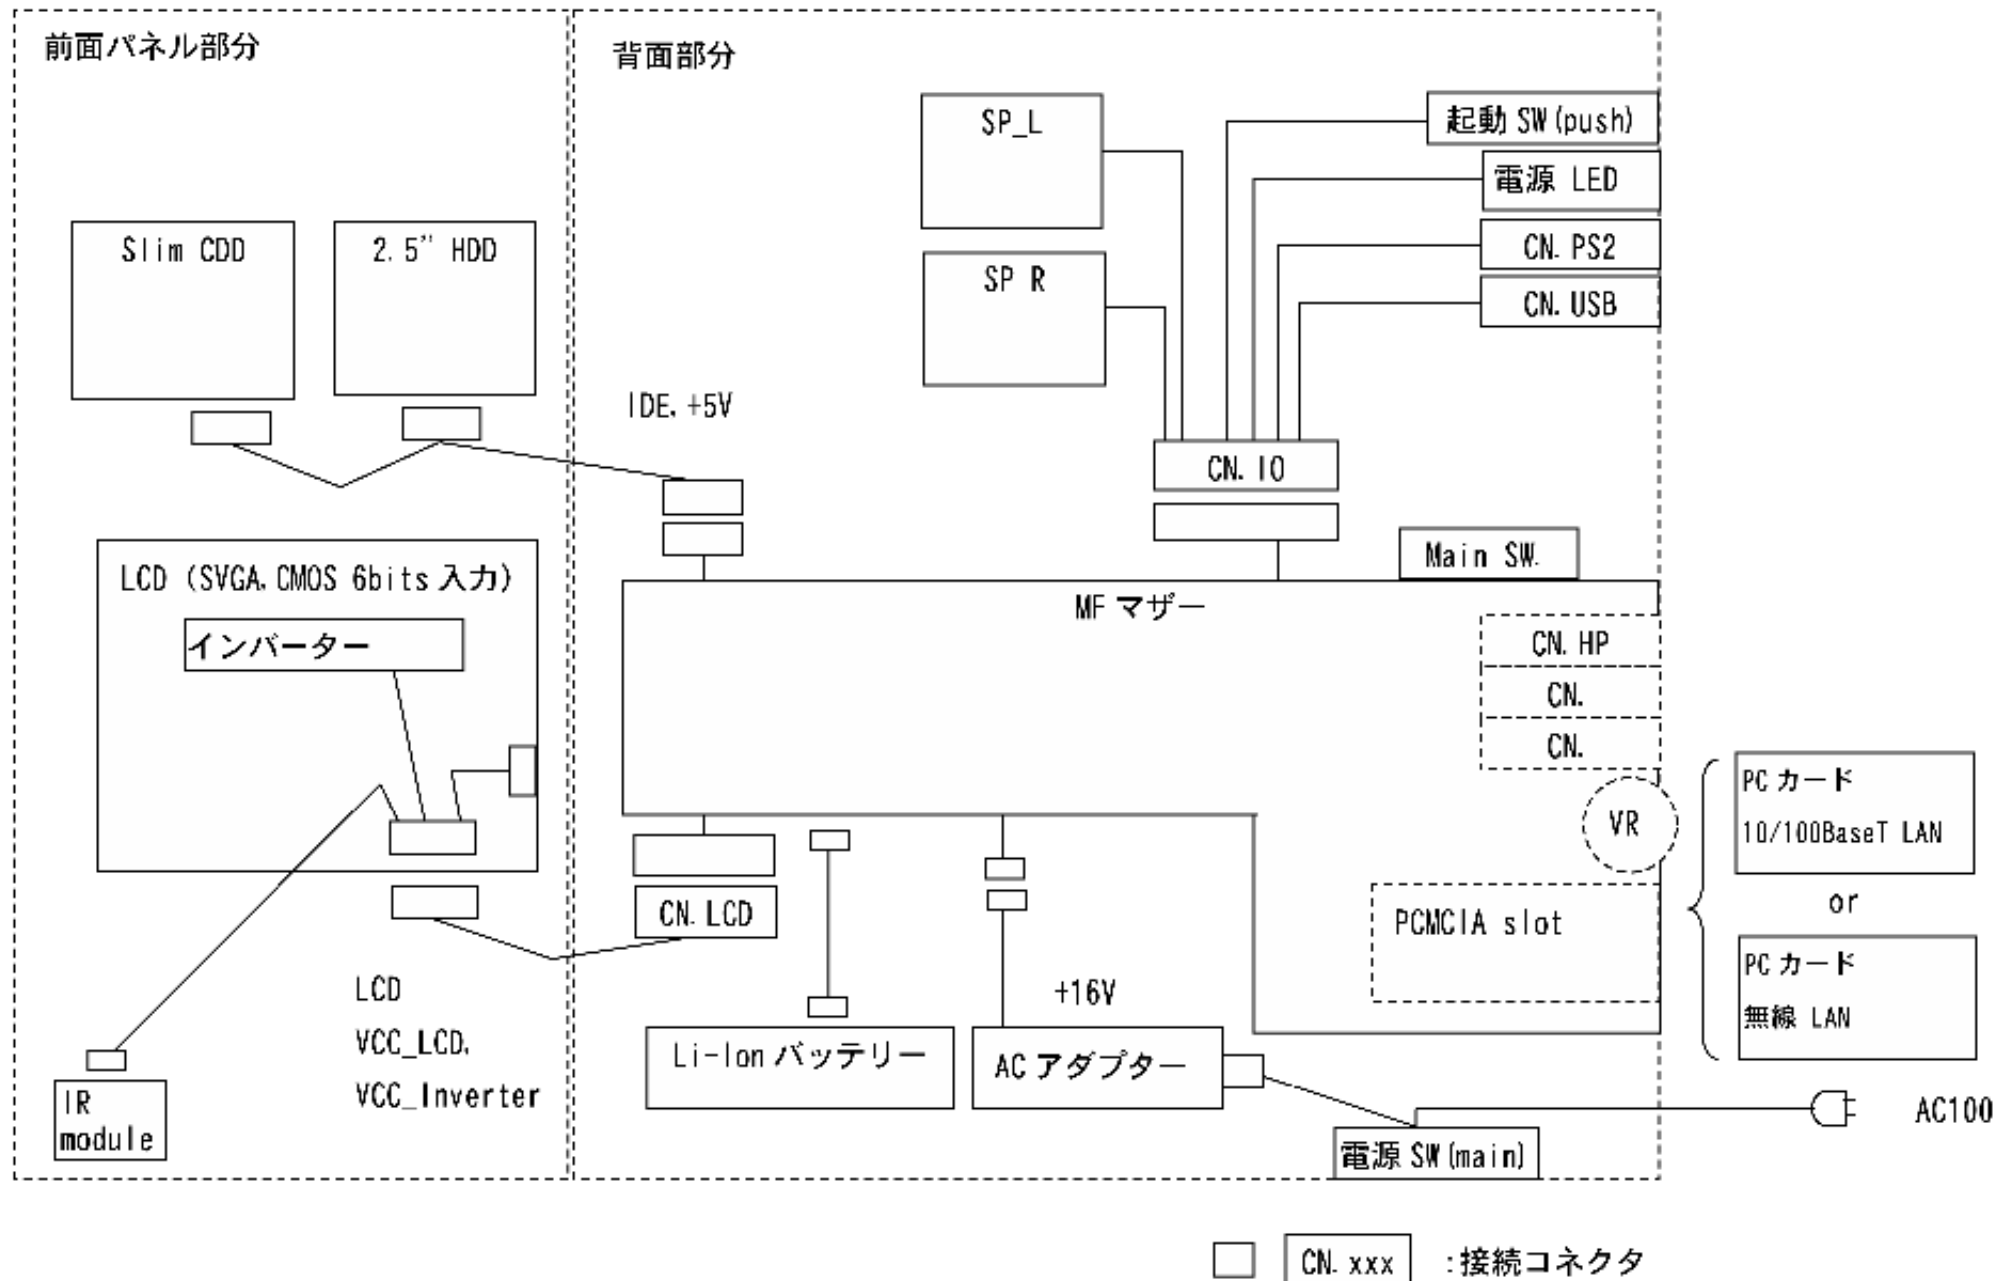 前面パネル部分
背面部分
SP_L
起動 SW(push)
電源 LED
CN. PS2
CN. USB
Slim CDD
2.5” HDD
SP R
IDE, +5V
CN. IO
Main SW.
LCD (SVGA, CMOS 6bits 入力)
インバーター
MF マザー
CN. HP
CN.
CN.
VR
PC カード
10/100BaseT LAN
or
PC カード
無線 LAN
CN. LCD
PCMCIA slot
LCD
VCC_LCD,
VCC_Inverter
+16V
Li-Ion バッテリー
AC アダプター
IR
module
電源 SW(main)
AC100
CN. xxx
:接続コネクタ